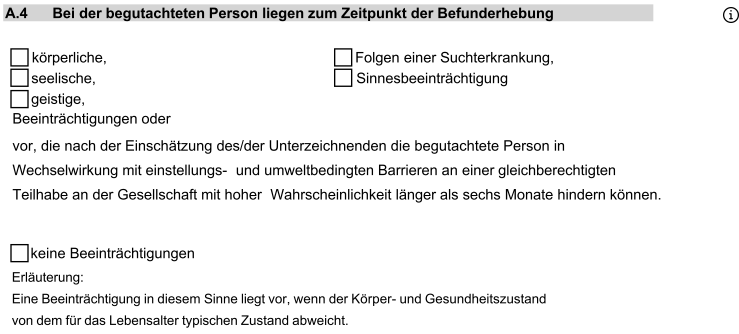 A.4 Bei der begutachteten Person liegen zum Zeitpunkt der Befunderhebung
körperliche, Folgen einer Suchterkrankung,
seelische, Sinnesbeeinträchtigung
geistige,
Beeinträchtigungen oder
vor, die nach der Einschätzung des/der Unterzeichnenden die begutachtete Person in
Wechselwirkung mit einstellungs- und umweltbedingten Barrieren an einer gleichberechtigten
Teilhabe an der Gesellschaft mit hoher Wahrscheinlichkeit länger als sechs Monate hindern können.
keine Beeinträchtigungen
Erläuterung:
Eine Beeinträchtigung in diesem Sinne liegt vor, wenn der Körper- und Gesundheitszustand
von dem für das Lebensalter typischen Zustand abweicht.